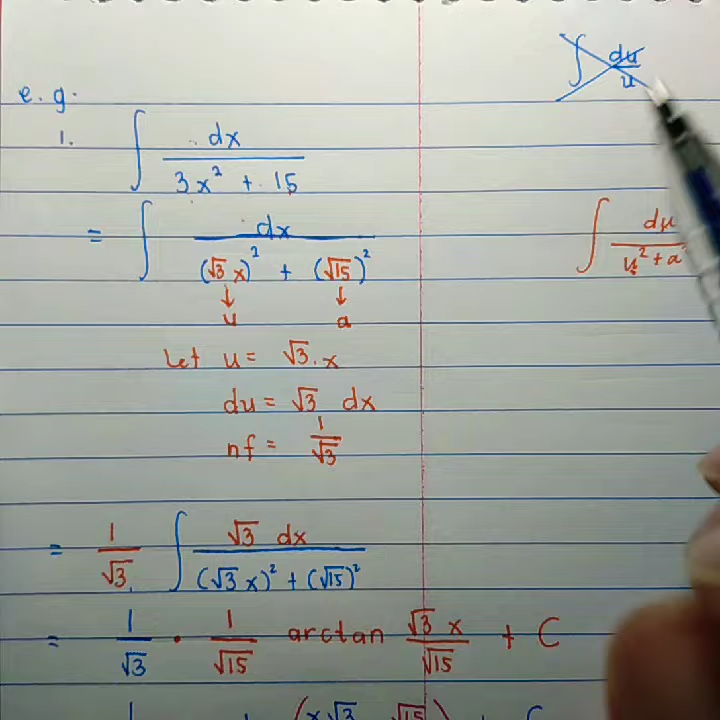 ∫ du/u
e.g.
1. ∫ dx / (3x² + 15)
= ∫ dx / ((√3 x)² + (√15)²)
↓ ↓
u a
∫ du / (u² + a
Let u = √3 . x
du = √3 dx
nf = 1/√3
= 1/√3 ∫ √3 dx / ((√3 x)² + (√15)²)
= 1/√3 • 1/√15 arctan √3 x / √15 + C